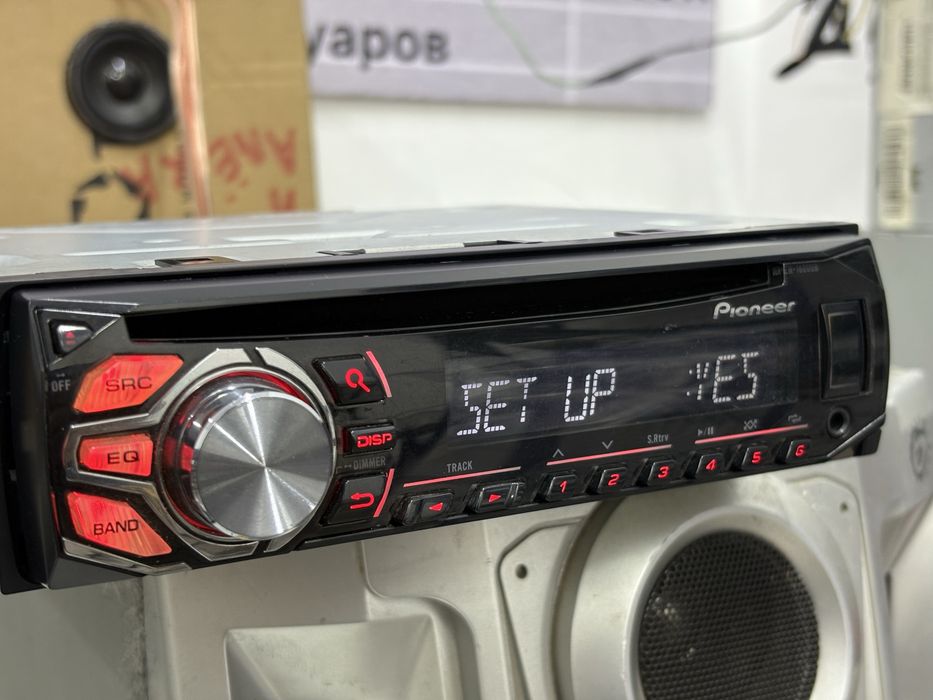 уаров
Алёха
Pioneer
OFF
SRC
EQ
BAND
DISP
DIMMER
SET UP :YES
TRACK
S.Rtrv
1 2 3 4 5 6